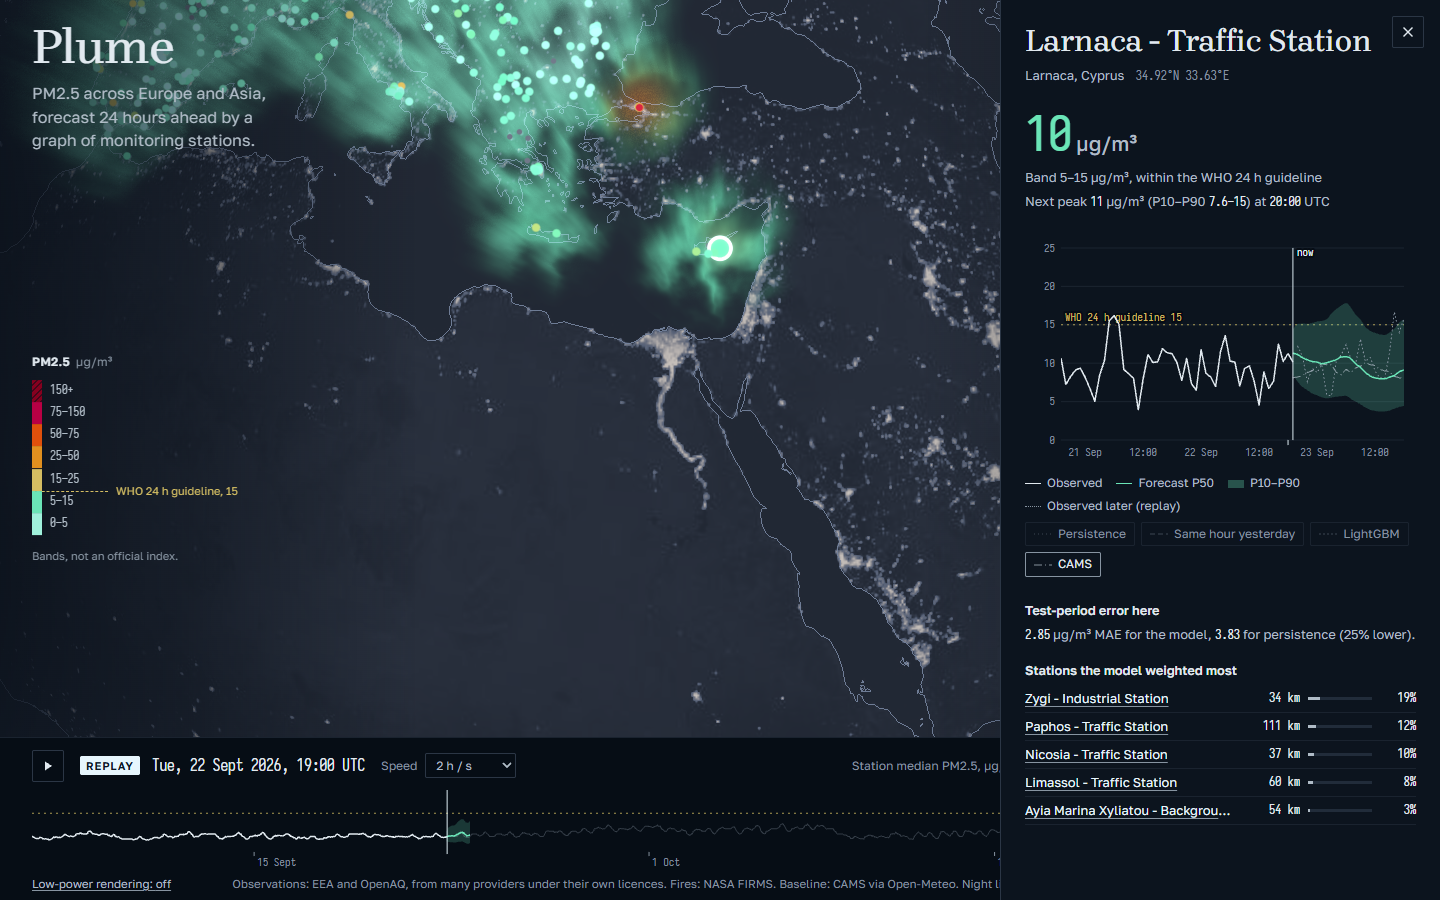 Plume
PM2.5 across Europe and Asia,
forecast 24 hours ahead by a
graph of monitoring stations.
PM2.5 µg/m³
150+
75–150
50–75
25–50
15–25
WHO 24 h guideline, 15
5–15
0–5
Bands, not an official index.
REPLAY Tue, 22 Sept 2026, 19:00 UTC Speed 2 h / s
Station median PM2.5, µg
15 Sept 1 Oct
Low-power rendering: off
Observations: EEA and OpenAQ, from many providers under their own licences. Fires: NASA FIRMS. Baseline: CAMS via Open-Meteo. Night
Larnaca - Traffic Station
Larnaca, Cyprus 34.92°N 33.63°E
10 µg/m³
Band 5–15 µg/m³, within the WHO 24 h guideline
Next peak 11 µg/m³ (P10–P90 7.6–15) at 20:00 UTC
25
now
20
WHO 24 h guideline 15
15
10
5
0
21 Sep 12:00 22 Sep 12:00 23 Sep 12:00
Observed Forecast P50 P10–P90
Observed later (replay)
Persistence Same hour yesterday LightGBM
CAMS
Test-period error here
2.85 µg/m³ MAE for the model, 3.83 for persistence (25% lower).
Stations the model weighted most
Zygi - Industrial Station 34 km 19%
Paphos - Traffic Station 111 km 12%
Nicosia - Traffic Station 37 km 10%
Limassol - Traffic Station 60 km 8%
Ayia Marina Xyliatou - Backgrou... 54 km 3%